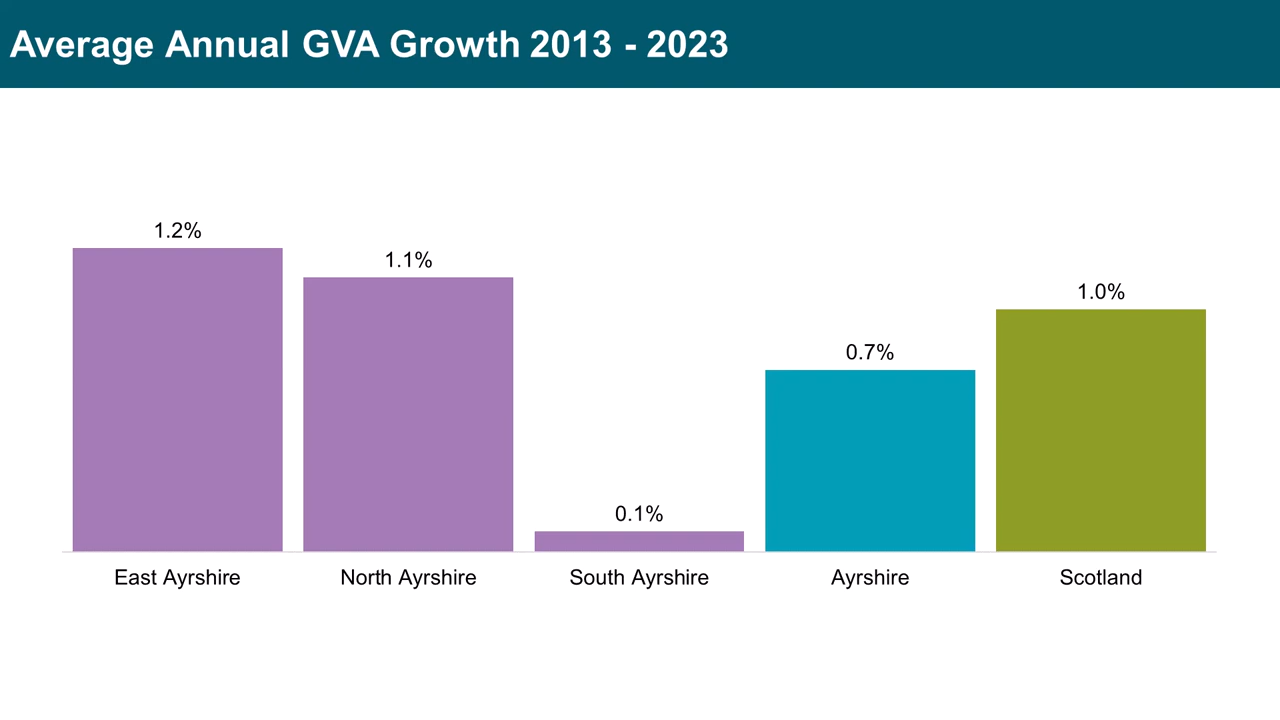 Average Annual GVA Growth 2013 - 2023
1.2%
1.1%
0.1%
0.7%
1.0%
East Ayrshire
North Ayrshire
South Ayrshire
Ayrshire
Scotland